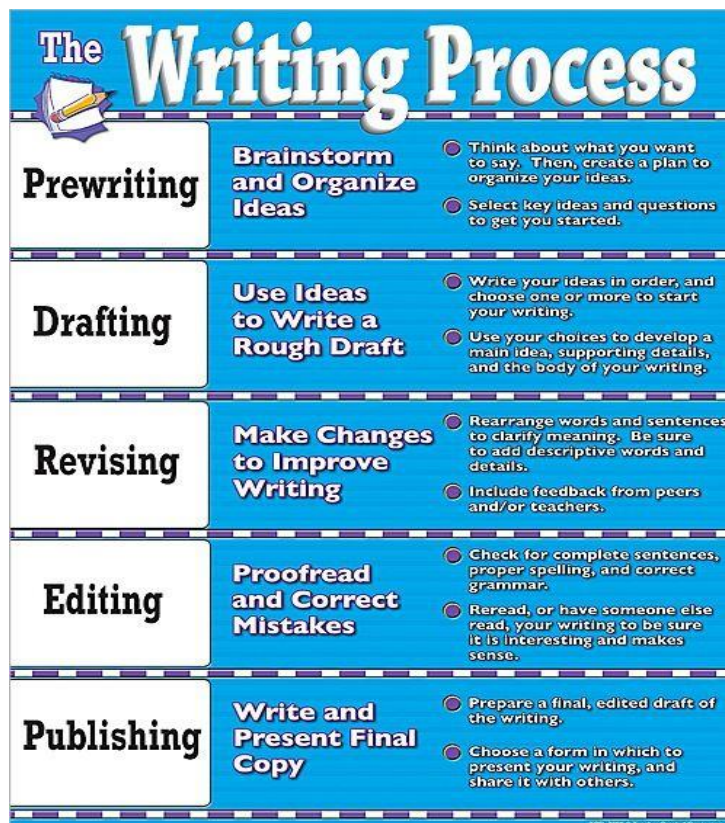 The Writing Process
Prewriting
Brainstorm
and Organize
Ideas
Think about what you want
to say. Then, create a plan to
organize your ideas.
Select key ideas and questions
to get you started.
Drafting
Use Ideas
to Write a
Rough Draft
Write your ideas in order, and
choose one or more to start
your writing.
Use your choices to develop a
main idea, supporting details,
and the body of your writing.
Revising
Make Changes
to Improve
Writing
Rearrange words and sentences
to clarify meaning. Be sure
to add descriptive words and
details.
Include feedback from peers
and/or teachers.
Editing
Proofread
and Correct
Mistakes
Check for complete sentences,
proper spelling, and correct
grammar.
Reread, or have someone else
read, your writing to be sure
it is interesting and makes
sense.
Publishing
Write and
Present Final
Copy
Prepare a final, edited draft of
the writing.
Choose a form in which to
present your writing, and
share it with others.